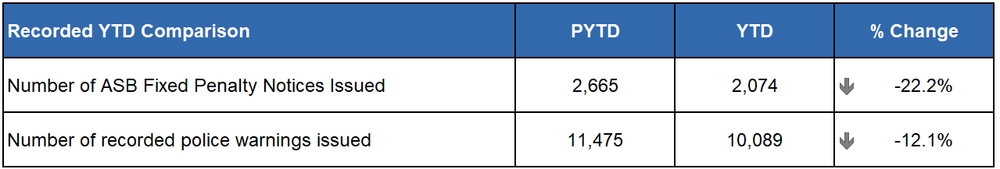 Recorded YTD Comparison PYTD YTD % Change
Number of ASB Fixed Penalty Notices Issued 2,665 2,074 -22.2%
Number of recorded police warnings issued 11,475 10,089 -12.1%